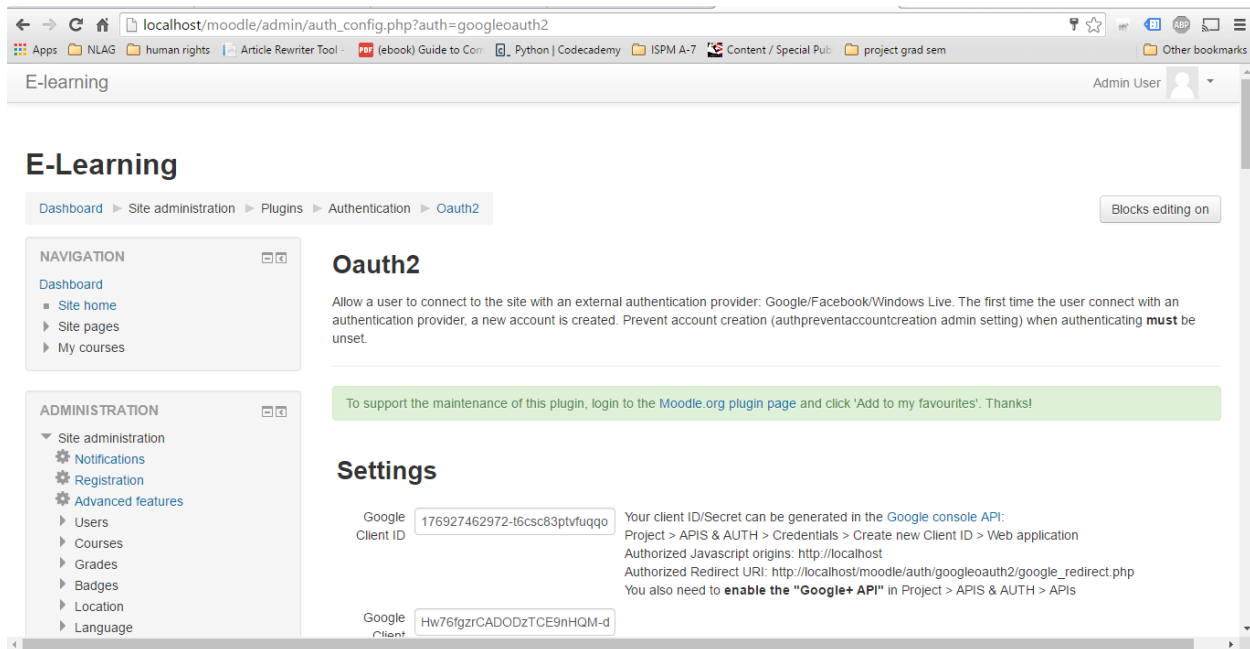 localhost/moodle/admin/auth_config.php?auth=googleoauth2
Apps NLAG human rights Article Rewriter Tool - PDF (ebook) Guide to Com Python | Codecademy ISPM A-7 Content / Special Pub project grad sem Other bookmarks
E-learning Admin User
E-Learning
Dashboard Site administration Plugins Authentication Oauth2 Blocks editing on
NAVIGATION
Dashboard
Site home
Site pages
My courses
ADMINISTRATION
Site administration
Notifications
Registration
Advanced features
Users
Courses
Grades
Badges
Location
Language
Oauth2
Allow a user to connect to the site with an external authentication provider: Google/Facebook/Windows Live. The first time the user connect with an
authentication provider, a new account is created. Prevent account creation (authpreventaccountcreation admin setting) when authenticating must be
unset.
To support the maintenance of this plugin, login to the Moodle.org plugin page and click 'Add to my favourites'. Thanks!
Settings
Google
Client ID
176927462972-t6csc83ptvfuqqo
Your client ID/Secret can be generated in the Google console API:
Project > APIS & AUTH > Credentials > Create new Client ID > Web application
Authorized Javascript origins: http://localhost
Authorized Redirect URI: http://localhost/moodle/auth/googleoauth2/google_redirect.php
You also need to enable the "Google+ API" in Project > APIS & AUTH > APIs
Google
Client
Hw76fgzrCADODzTCE9nHQM-d